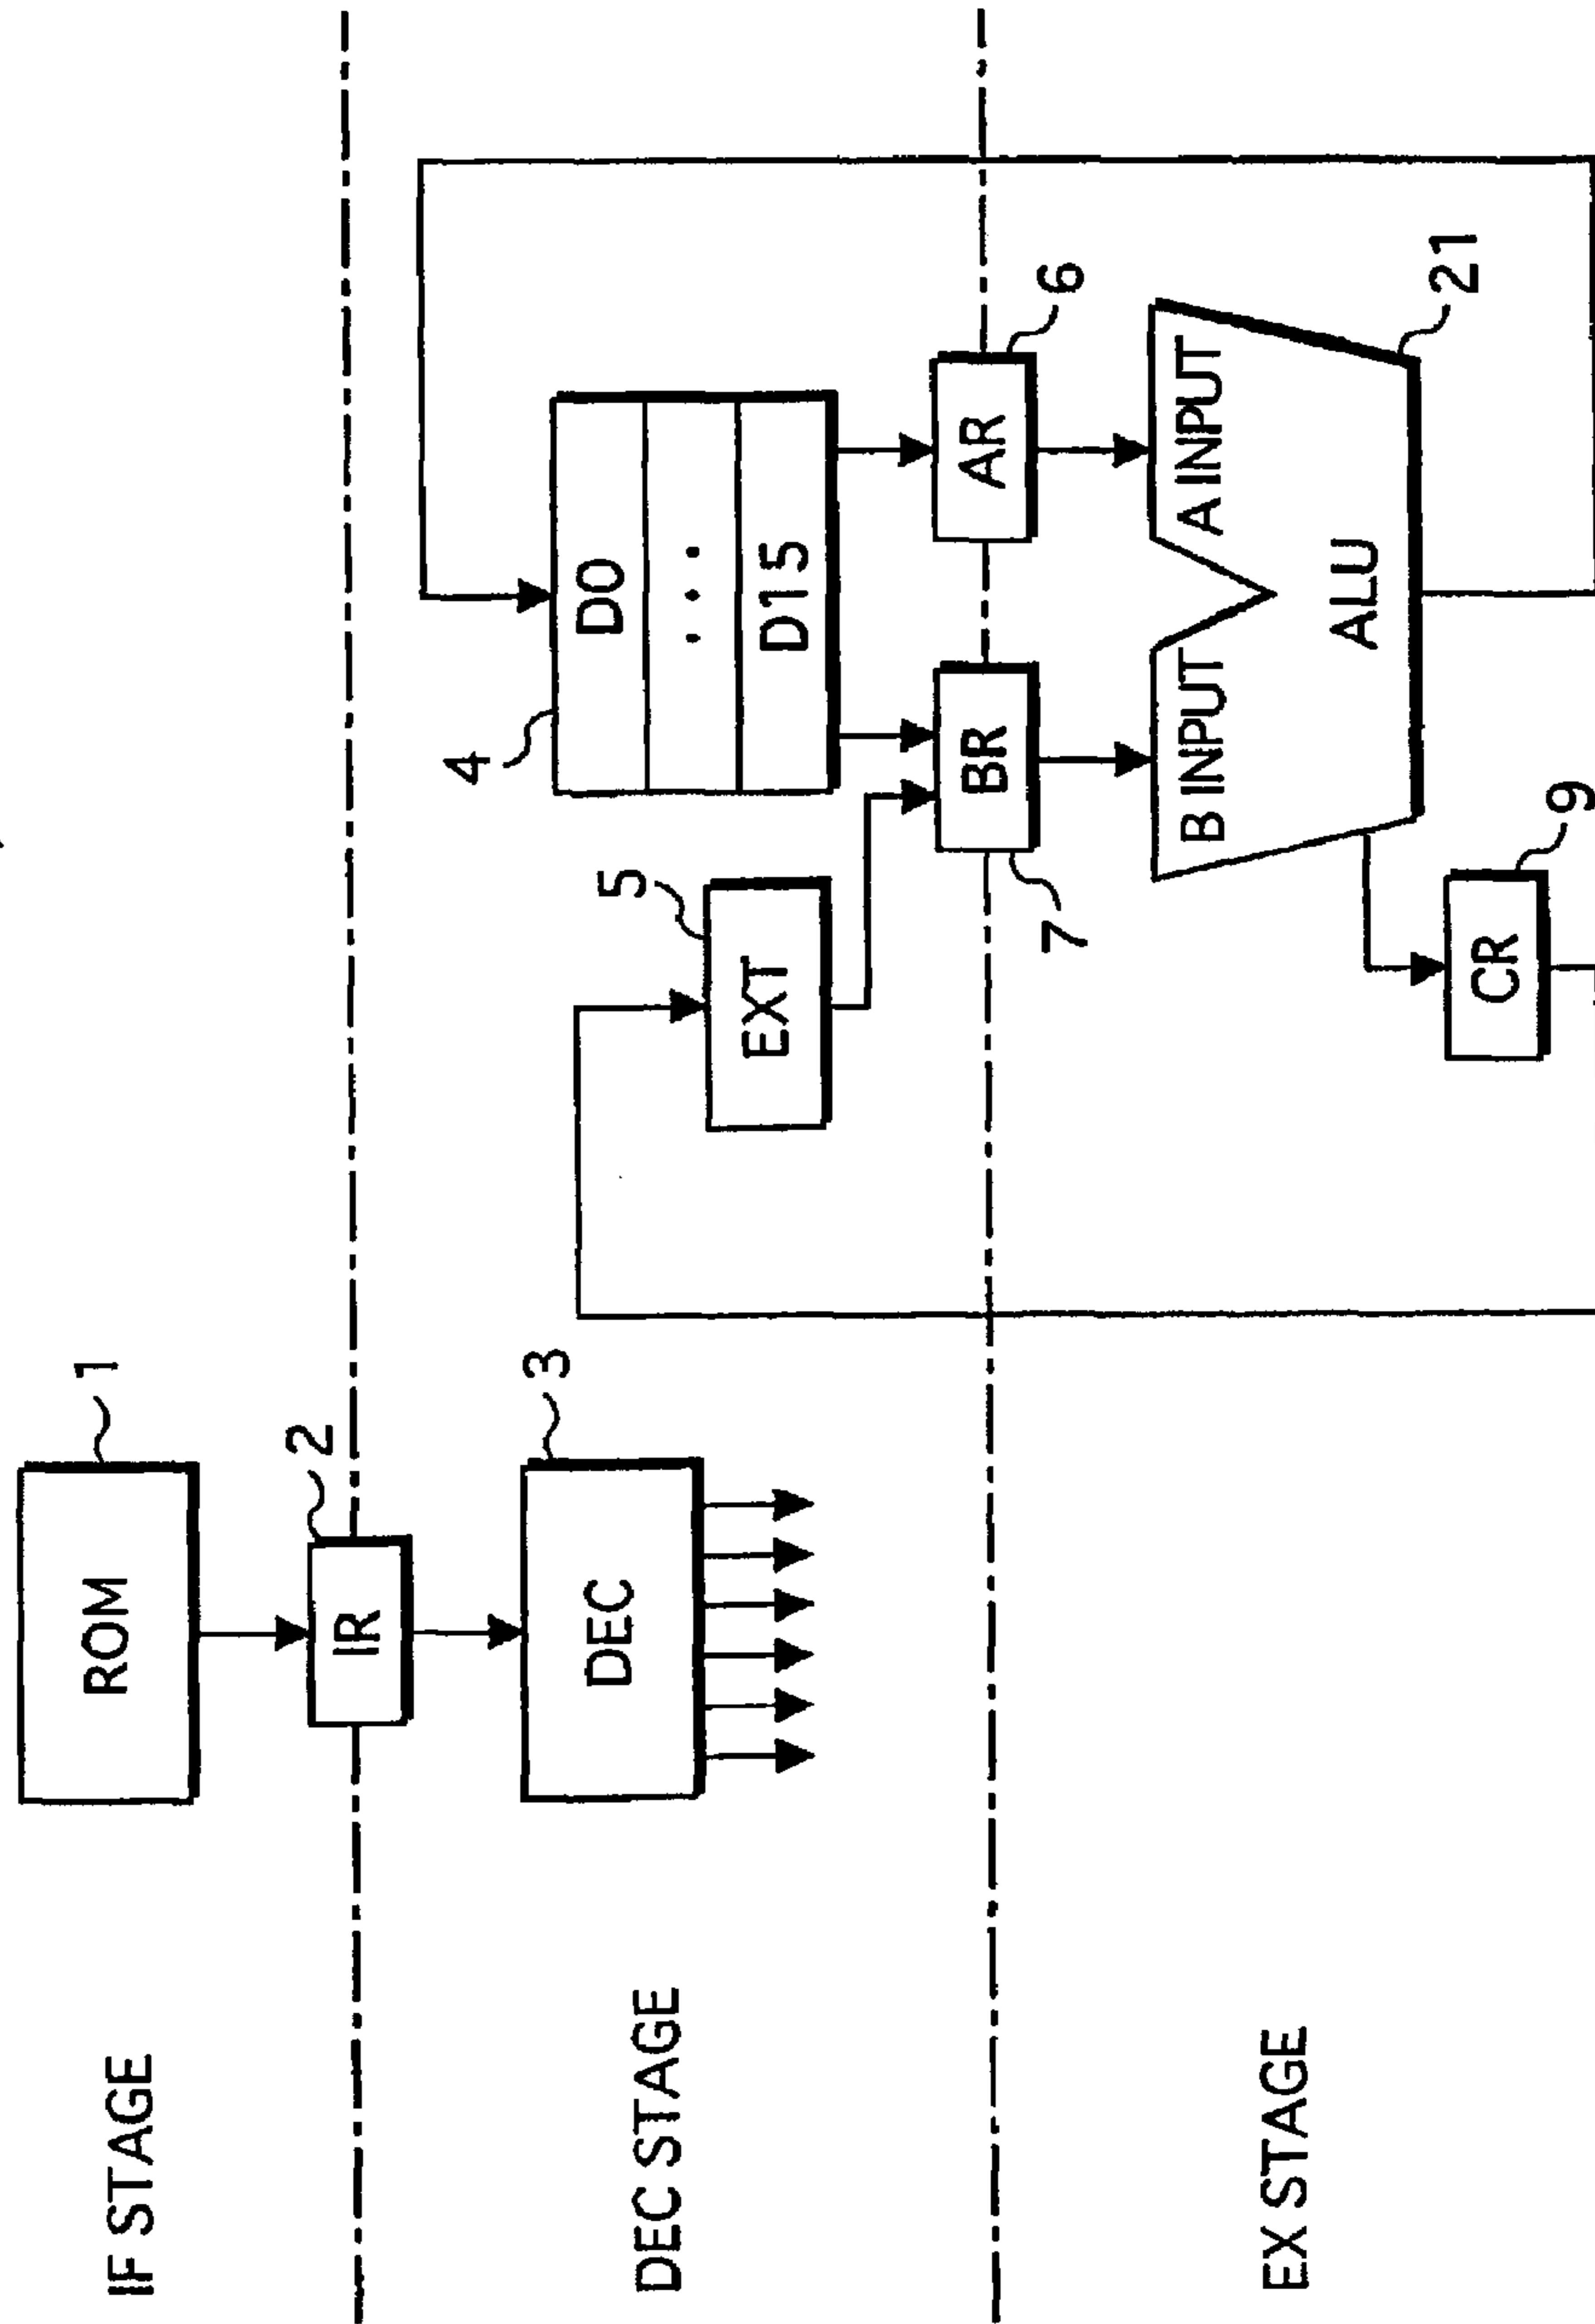 IF STAGE
ROM
1
2
IR
DEC STAGE
DEC
3
4
D0
...
D15
5
EXT
BR
7
AR
6
EX STAGE
B INPUT
A INPUT
ALU
21
CR
9